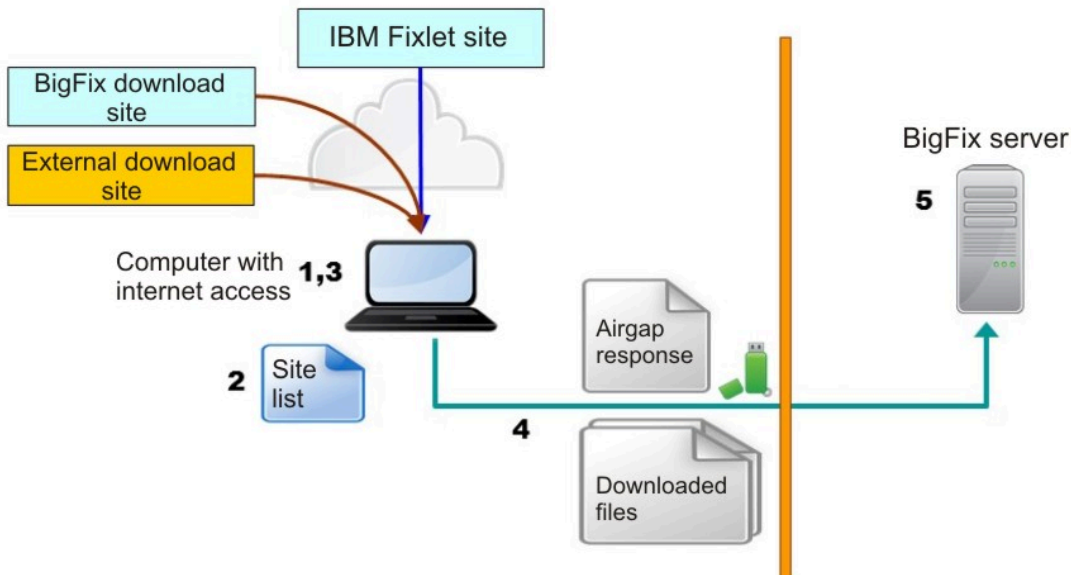 IBM Fixlet site
BigFix download
site
External download
site
BigFix server
5
Computer with
internet access
1,3
Airgap
response
2
Site
list
4
Downloaded
files